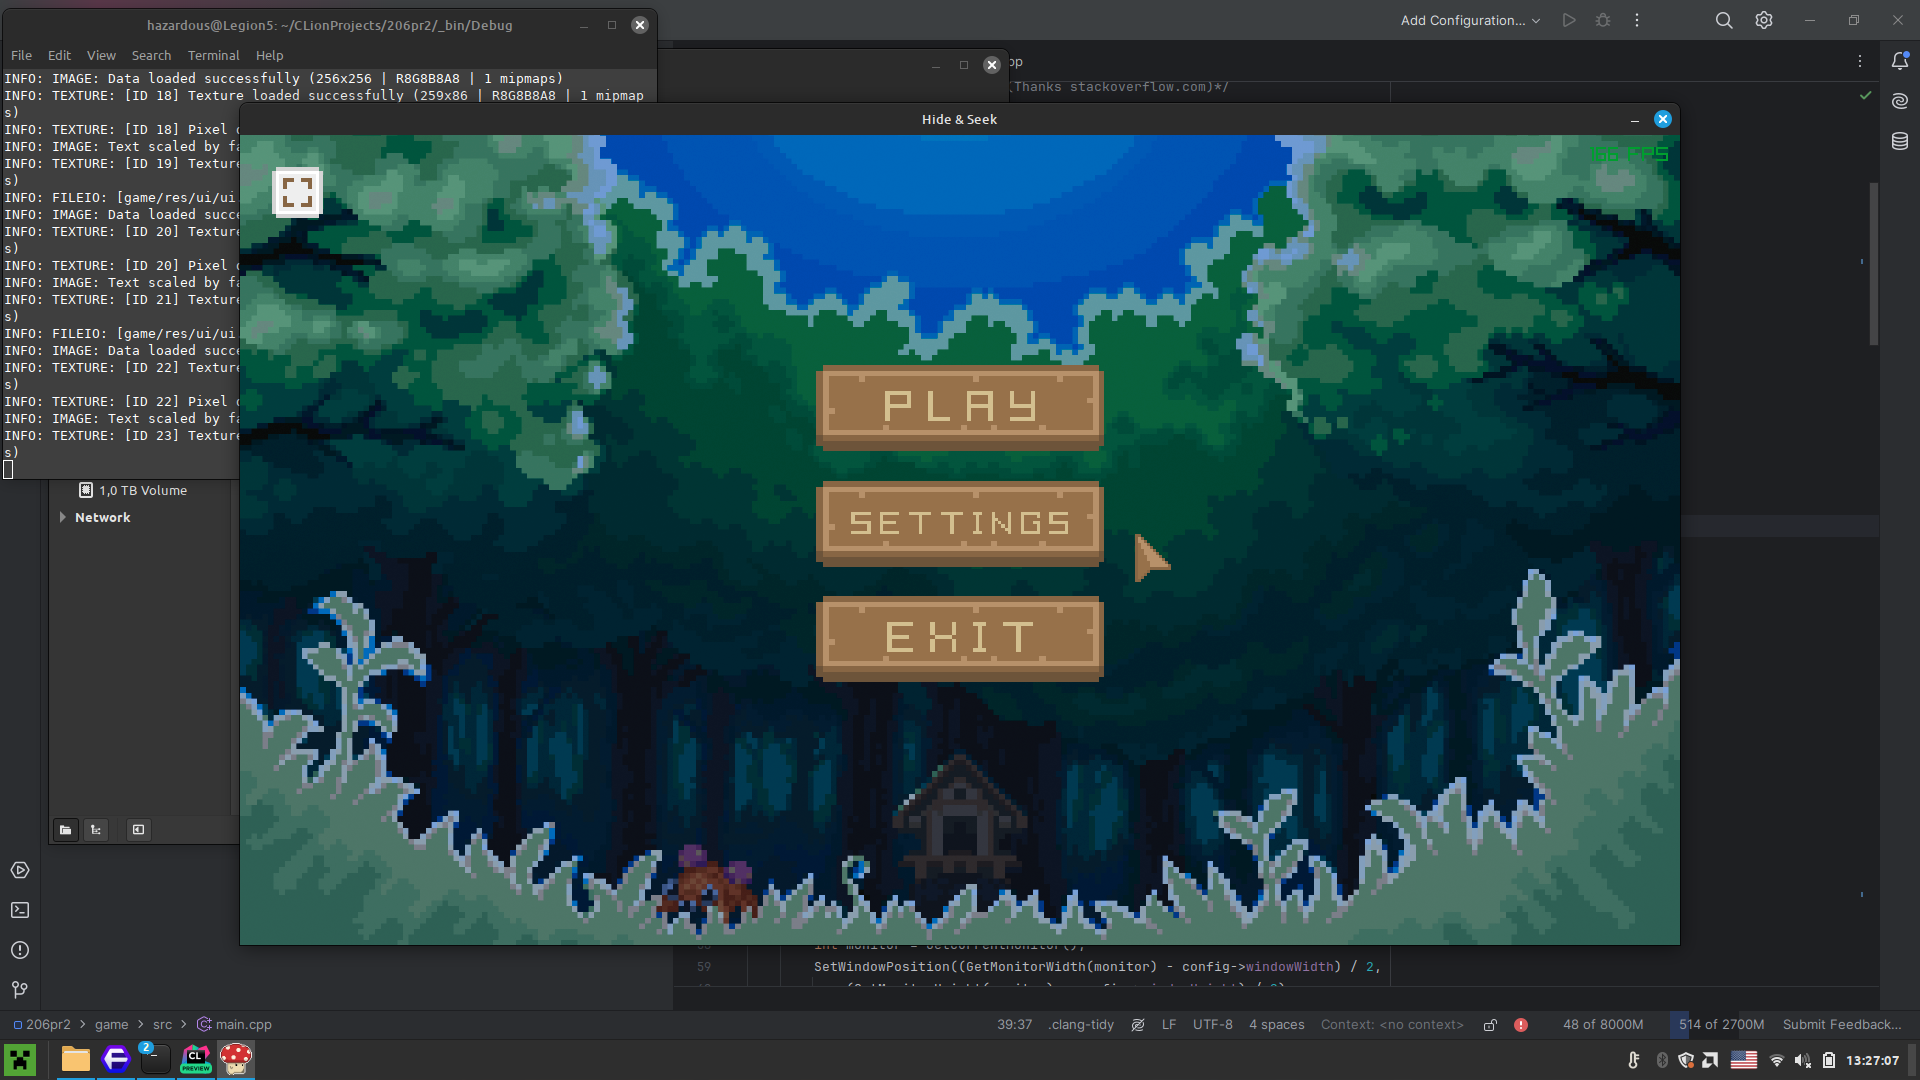 hazardous@Legion5: ~/CLionProjects/206pr2/_bin/Debug
Add Configuration...
File Edit View Search Terminal Help
INFO: IMAGE: Data loaded successfully (256x256 | R8G8B8A8 | 1 mipmaps)
INFO: TEXTURE: [ID 18] Texture loaded successfully (259x86 | R8G8B8A8 | 1 mipmap
s)
INFO: TEXTURE: [ID 18] Pixel
INFO: IMAGE: Text scaled by
INFO: TEXTURE: [ID 19] Texture
s)
INFO: FILEIO: [game/res/ui/ui
INFO: IMAGE: Data loaded
INFO: TEXTURE: [ID 20] Texture
s)
INFO: TEXTURE: [ID 20] Pixel
INFO: IMAGE: Text scaled by
INFO: TEXTURE: [ID 21] Texture
s)
INFO: FILEIO: [game/res/ui/ui
INFO: IMAGE: Data loaded
INFO: TEXTURE: [ID 22] Texture
s)
INFO: TEXTURE: [ID 22] Pixel
INFO: IMAGE: Text scaled by
INFO: TEXTURE: [ID 23] Texture
s)
pp
(Thanks stackoverflow.com)*/
Hide & Seek
FPS
PLAY
SETTINGS
EXIT
1,0 TB Volume
Network
59 SetWindowPosition((GetMonitorWidth(monitor) - config->windowWidth) / 2,
206pr2 game src main.cpp
39:37 .clang-tidy LF UTF-8 4 spaces Context: <no context> 48 of 8000M 514 of 2700M Submit Feedback...
2
CL
PREVIEW
13:27:07